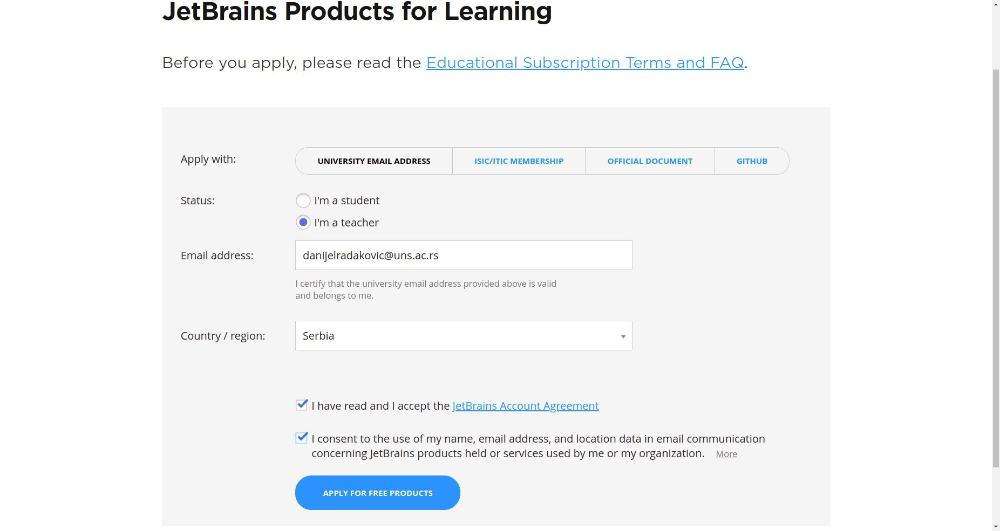 JetBrains Products for Learning
Before you apply, please read the Educational Subscription Terms and FAQ.
Apply with:
UNIVERSITY EMAIL ADDRESS
ISIC/ITIC MEMBERSHIP
OFFICIAL DOCUMENT
GITHUB
Status:
I'm a student
I'm a teacher
Email address:
danijelradakovic@uns.ac.rs
I certify that the university email address provided above is valid
and belongs to me.
Country / region:
Serbia
I have read and I accept the JetBrains Account Agreement
I consent to the use of my name, email address, and location data in email communication
concerning JetBrains products held or services used by me or my organization. More
APPLY FOR FREE PRODUCTS